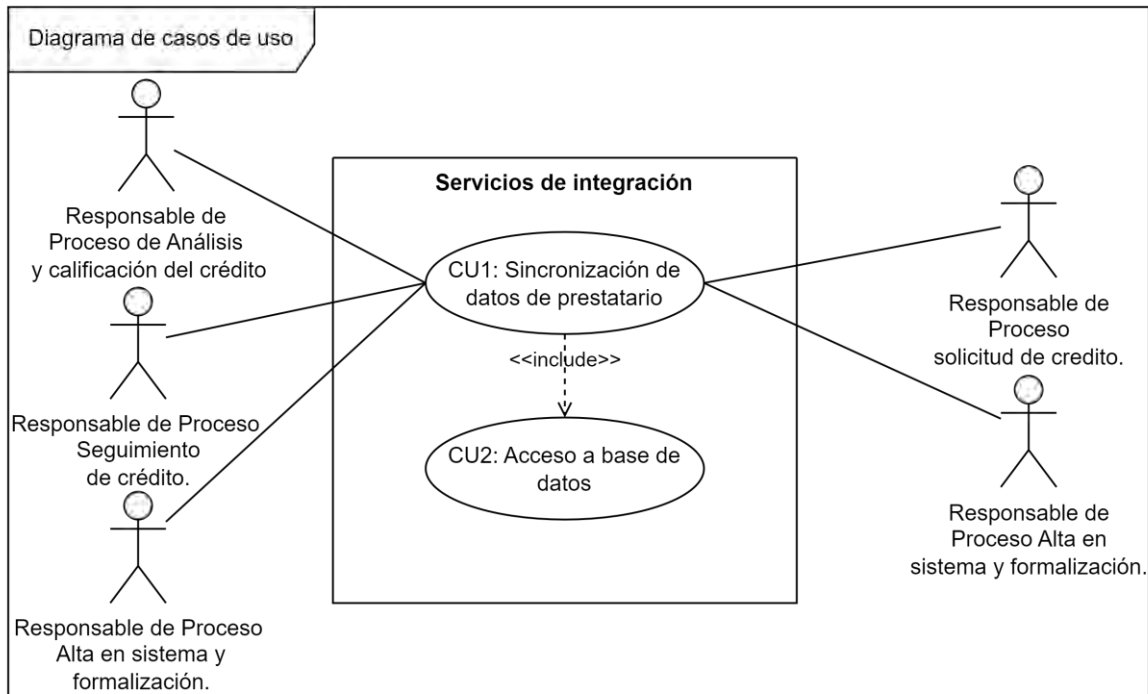 Diagrama de casos de uso
Responsable de
Proceso de Análisis
y calificación del crédito
Responsable de Proceso
Seguimiento
de crédito.
Responsable de Proceso
Alta en sistema y
formalización.
Servicios de integración
CU1: Sincronización de
datos de prestatario
<<include>>
CU2: Acceso a base de
datos
Responsable de
Proceso
solicitud de credito.
Responsable de
Proceso Alta en
sistema y formalización.